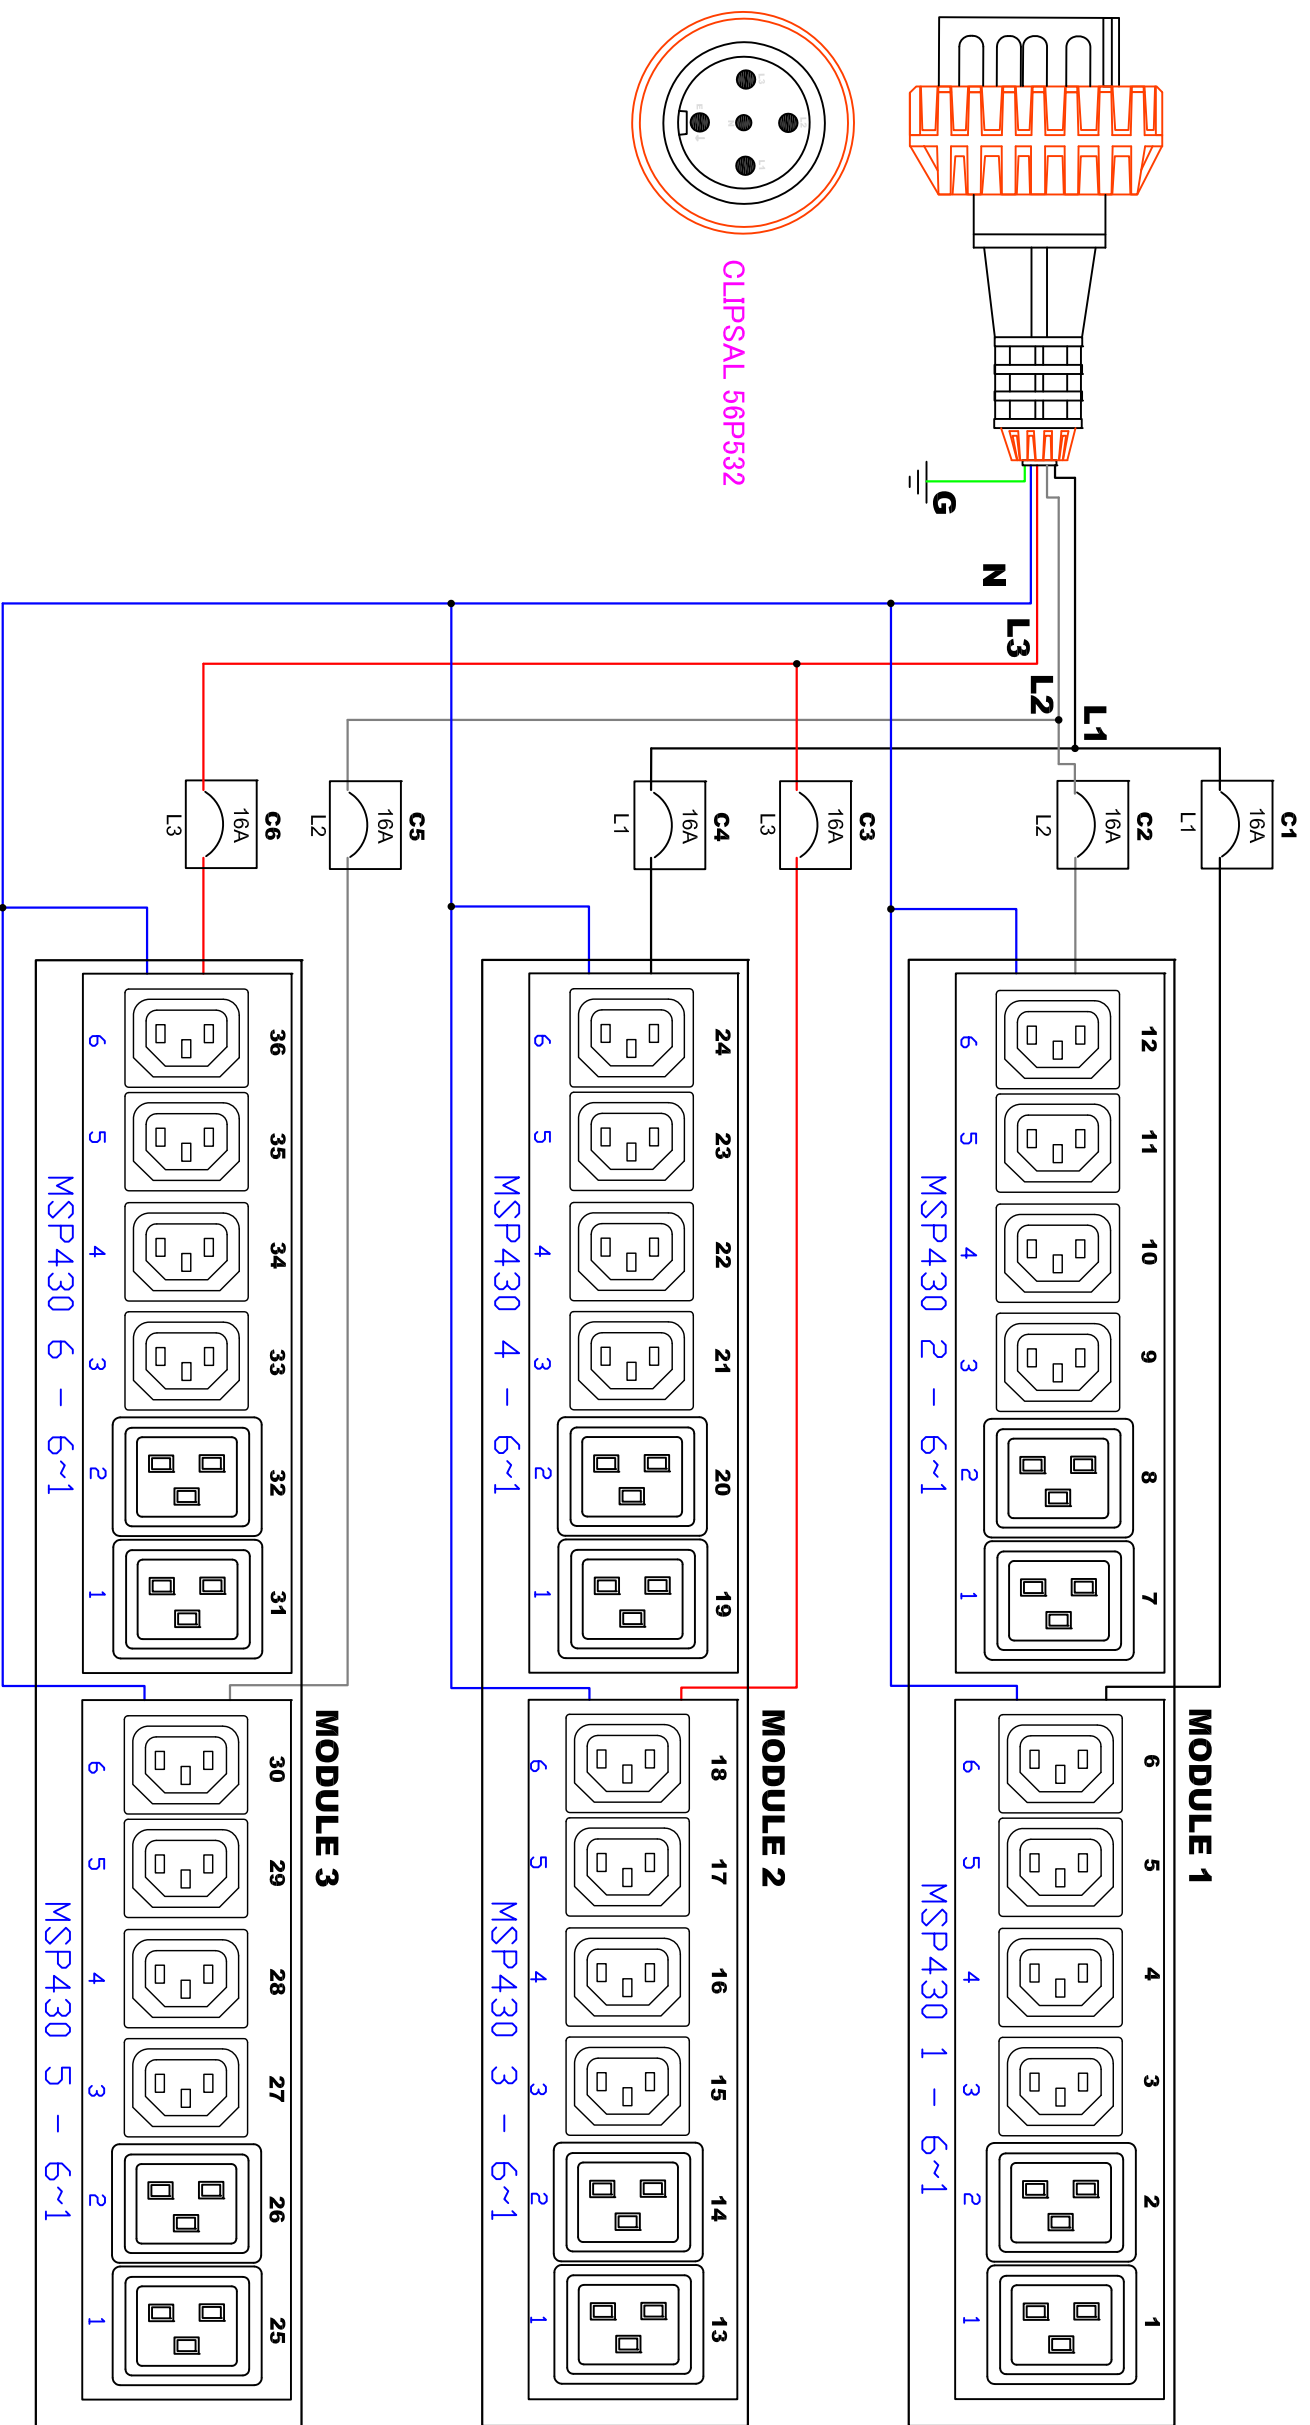 CLIPSAL 56P532
G
N
L3
L2
L1
C1
16A
L1
C2
16A
L2
C3
16A
L3
C4
16A
L1
C5
16A
L2
C6
16A
L3
MODULE 1
12 11 10 9 8 7
6 5 4 3 2 1
MSP430 2 - 6~1
6 5 4 3 2 1
6 5 4 3 2 1
MSP430 1 - 6~1
MODULE 2
24 23 22 21 20 19
6 5 4 3 2 1
MSP430 4 - 6~1
18 17 16 15 14 13
6 5 4 3 2 1
MSP430 3 - 6~1
MODULE 3
36 35 34 33 32 31
6 5 4 3 2 1
MSP430 6 - 6~1
30 29 28 27 26 25
6 5 4 3 2 1
MSP430 5 - 6~1